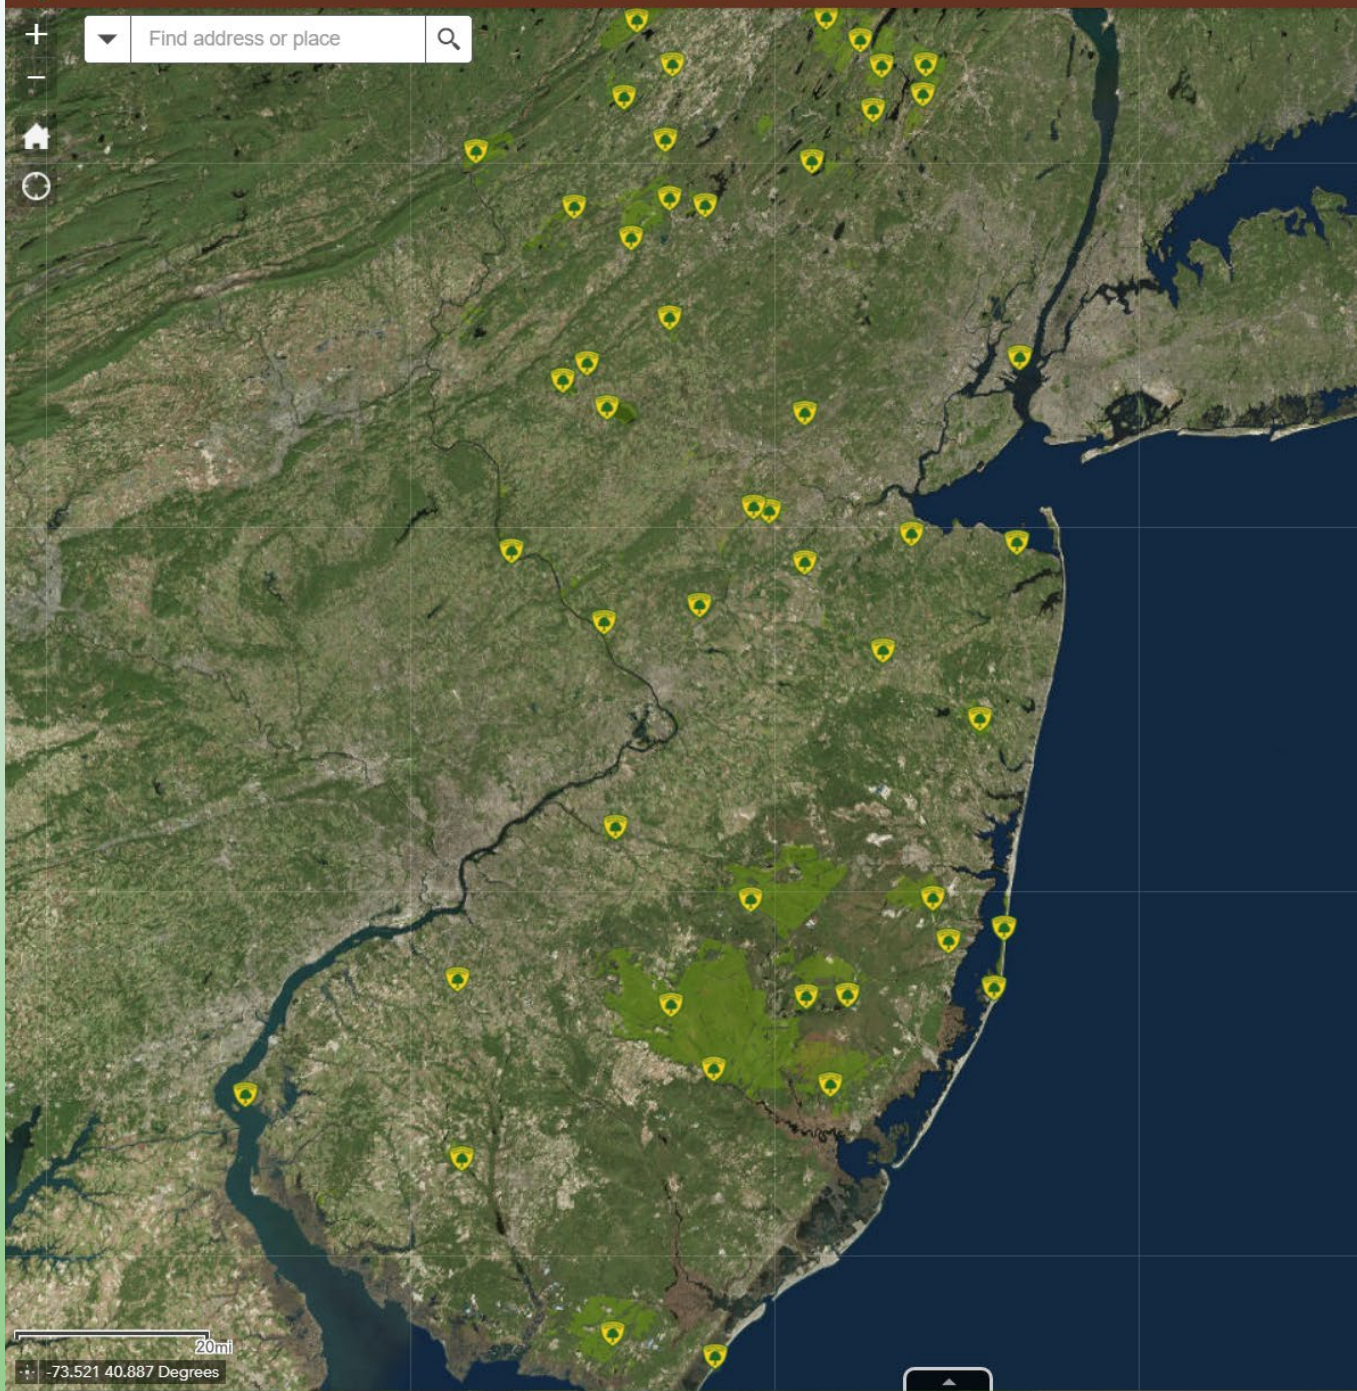 +
Find address or place
−
20mi
-73.521 40.887 Degrees